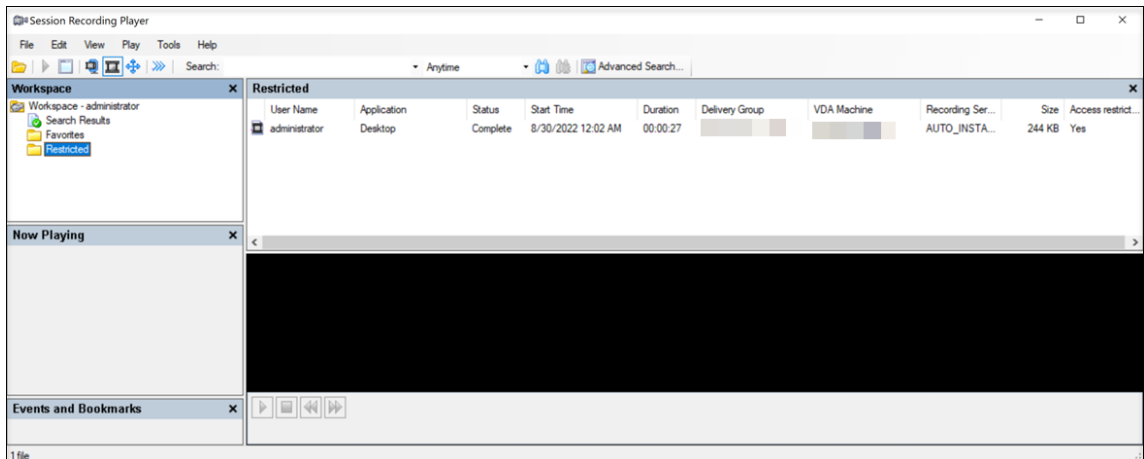 Session Recording Player
File Edit View Play Tools Help
Search: Anytime Advanced Search...
Workspace
Workspace - administrator
Search Results
Favorites
Restricted
Restricted
User Name Application Status Start Time Duration Delivery Group VDA Machine Recording Ser... Size Access restrict...
administrator Desktop Complete 8/30/2022 12:02 AM 00:00:27 AUTO_INSTA... 244 KB Yes
Now Playing
Events and Bookmarks
1 file